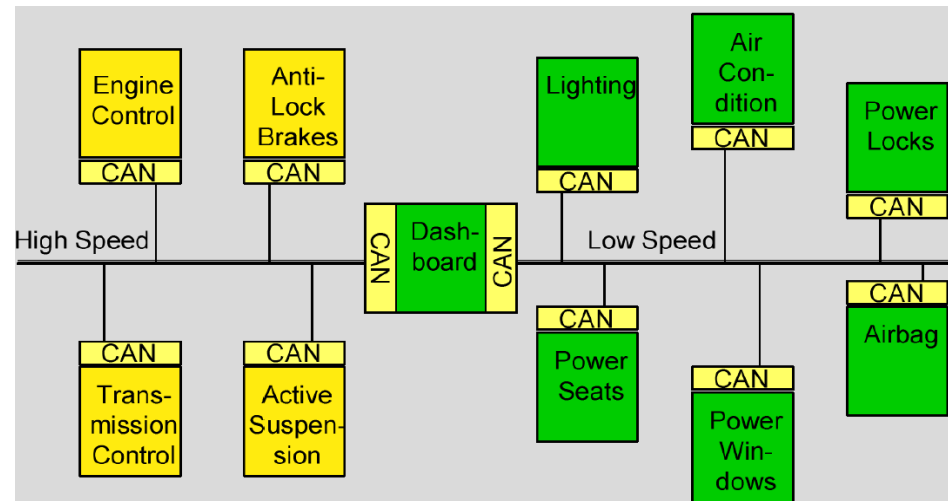 Engine
Control
CAN
Anti-
Lock
Brakes
CAN
Lighting
CAN
Air
Con-
dition
CAN
Power
Locks
CAN
High Speed
CAN
Dash-
board
CAN
Low Speed
CAN
Trans-
mission
Control
CAN
Active
Suspen-
sion
CAN
Power
Seats
CAN
Power
Win-
dows
CAN
Airbag